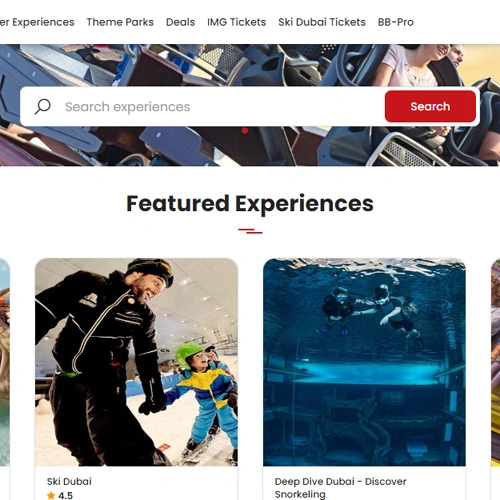 er Experiences Theme Parks Deals IMG Tickets Ski Dubai Tickets BB-Pro
Search experiences Search
Featured Experiences
Ski Dubai
4.5
Deep Dive Dubai - Discover
Snorkeling